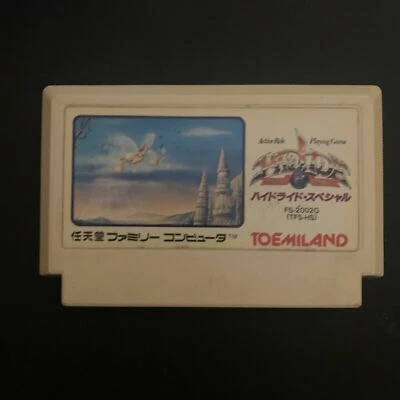 Action Role Playing Game
HYDLIDE
ハイドライド・スペシャル
FS-2002G
(TFS-HS)
任天堂 ファミリー コンピュータ™
TOEMILAND